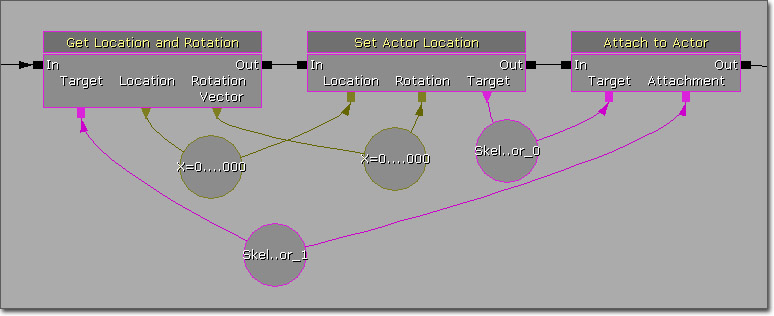 Get Location and Rotation
In Out
Target Location Rotation
Vector
Set Actor Location
In Out
Location Rotation Target
Attach to Actor
In Out
Target Attachment
X=0....000
X=0....000
Skel..or_0
Skel..or_1